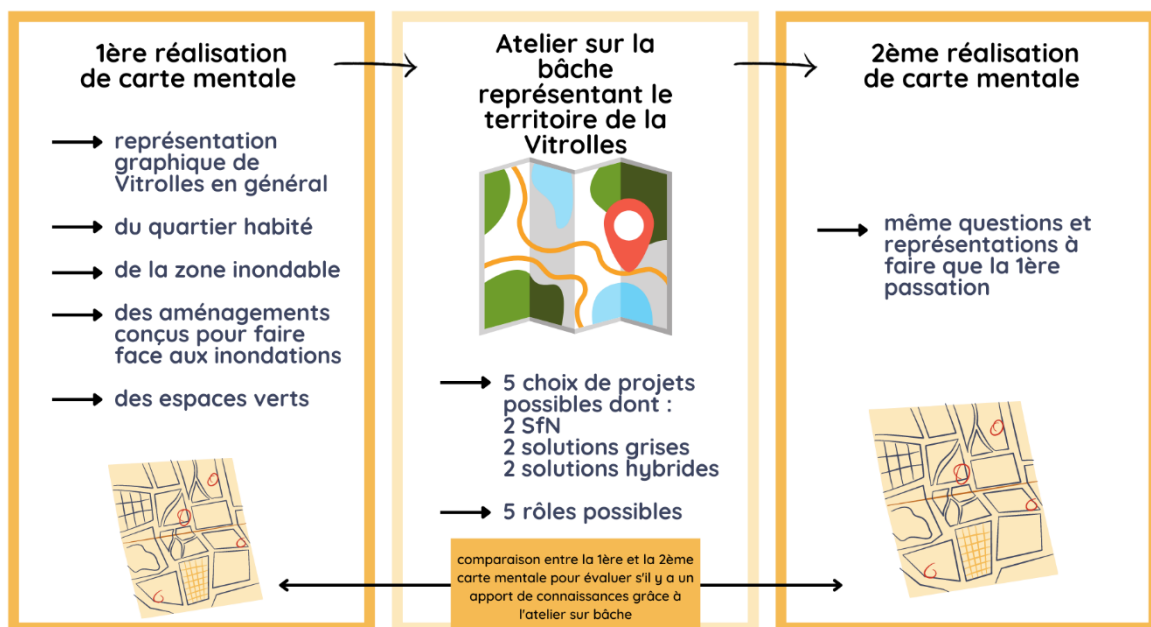 1ère réalisation
de carte mentale
représentation
graphique de
Vitrolles en général
du quartier habité
de la zone inondable
des aménagements
conçus pour faire
face aux inondations
des espaces verts
Atelier sur la
bâche
représentant le
territoire de la
Vitrolles
5 choix de projets
possibles dont :
2 SfN
2 solutions grises
2 solutions hybrides
5 rôles possibles
comparaison entre la 1ère et la 2ème
carte mentale pour évaluer s'il y a un
apport de connaissances grâce à
l'atelier sur bâche
2ème réalisation
de carte mentale
même questions et
représentations à
faire que la 1ère
passation